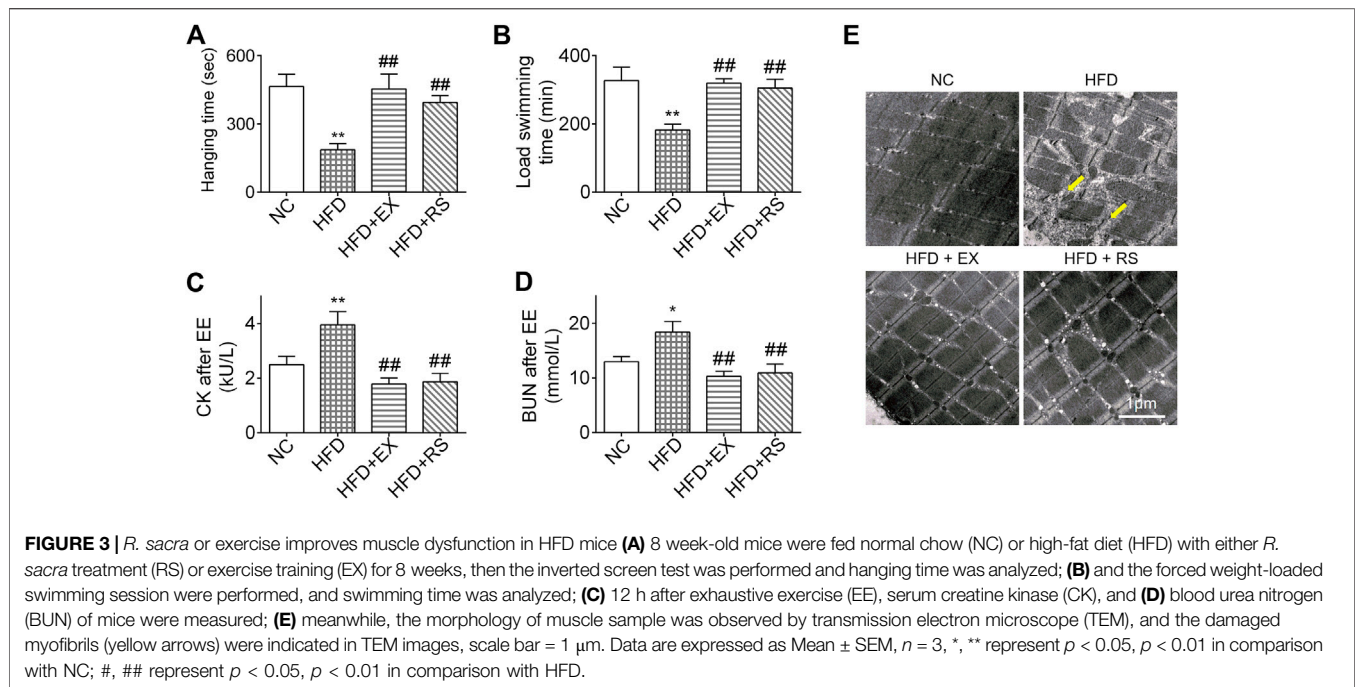 A
Hanging time (sec)
600
300
0
##
##
**
NC
HFD
HFD+EX
HFD+RS
B
Load swimming
time (min)
400
200
0
##
##
**
NC
HFD
HFD+EX
HFD+RS
C
CK after EE
(kU/L)
4
2
0
**
##
##
NC
HFD
HFD+EX
HFD+RS
D
BUN after EE
(mmol/L)
20
10
0
*
##
##
NC
HFD
HFD+EX
HFD+RS
E
NC
HFD
HFD + EX
HFD + RS
1μm
FIGURE 3 | R. sacra or exercise improves muscle dysfunction in HFD mice (A) 8 week-old mice were fed normal chow (NC) or high-fat diet (HFD) with either R.
sacra treatment (RS) or exercise training (EX) for 8 weeks, then the inverted screen test was performed and hanging time was analyzed; (B) and the forced weight-loaded
swimming session were performed, and swimming time was analyzed; (C) 12 h after exhaustive exercise (EE), serum creatine kinase (CK), and (D) blood urea nitrogen
(BUN) of mice were measured; (E) meanwhile, the morphology of muscle sample was observed by transmission electron microscope (TEM), and the damaged
myofibrils (yellow arrows) were indicated in TEM images, scale bar = 1 μm. Data are expressed as Mean ± SEM, n = 3, *, ** represent p < 0.05, p < 0.01 in comparison
with NC; #, ## represent p < 0.05, p < 0.01 in comparison with HFD.